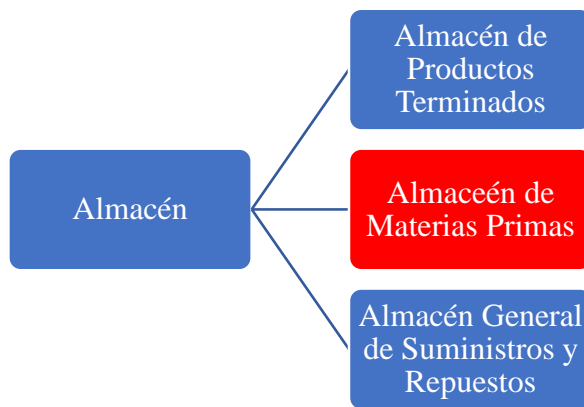 Almacén
Almacén de
Productos
Terminados
Almaceén de
Materias Primas
Almacén General
de Suministros y
Repuestos